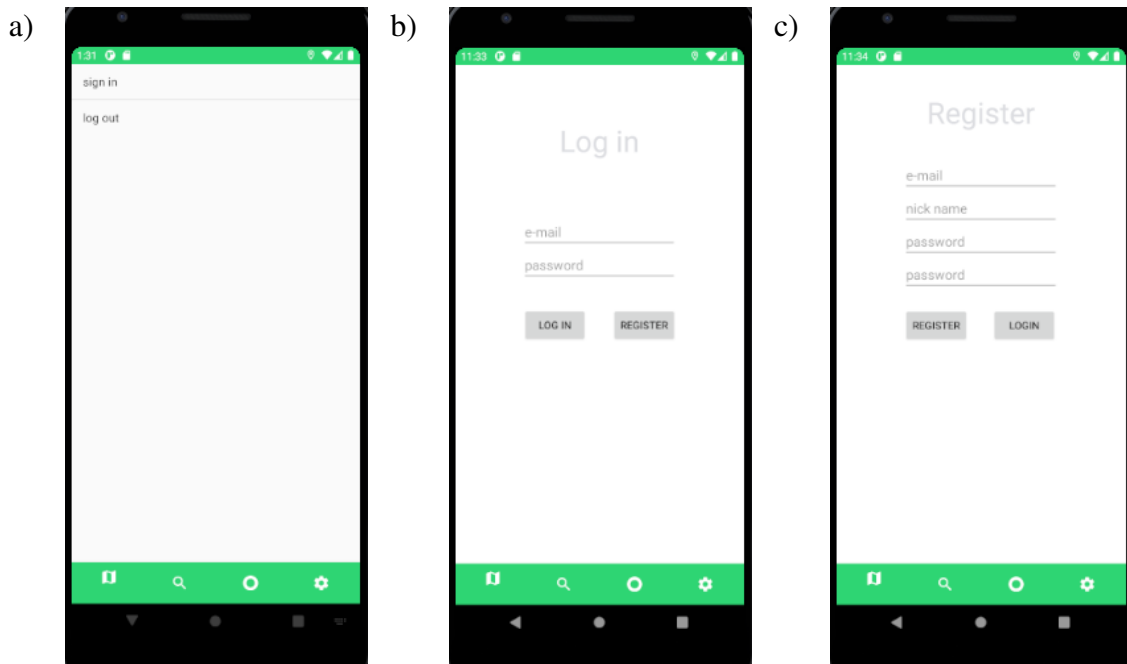 a)
1:31
sign in
log out
b)
11:33
Log in
e-mail
password
LOG IN REGISTER
c)
11:34
Register
e-mail
nick name
password
password
REGISTER LOGIN